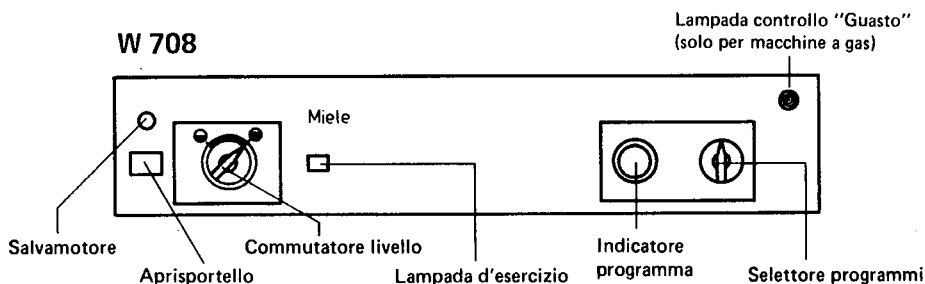 Lampada controllo "Guasto"
(solo per macchine a gas)
W 708
Miele
Salvamotore
Aprisportello
Commutatore livello
Lampada d'esercizio
Indicatore
programma
Selettore programmi